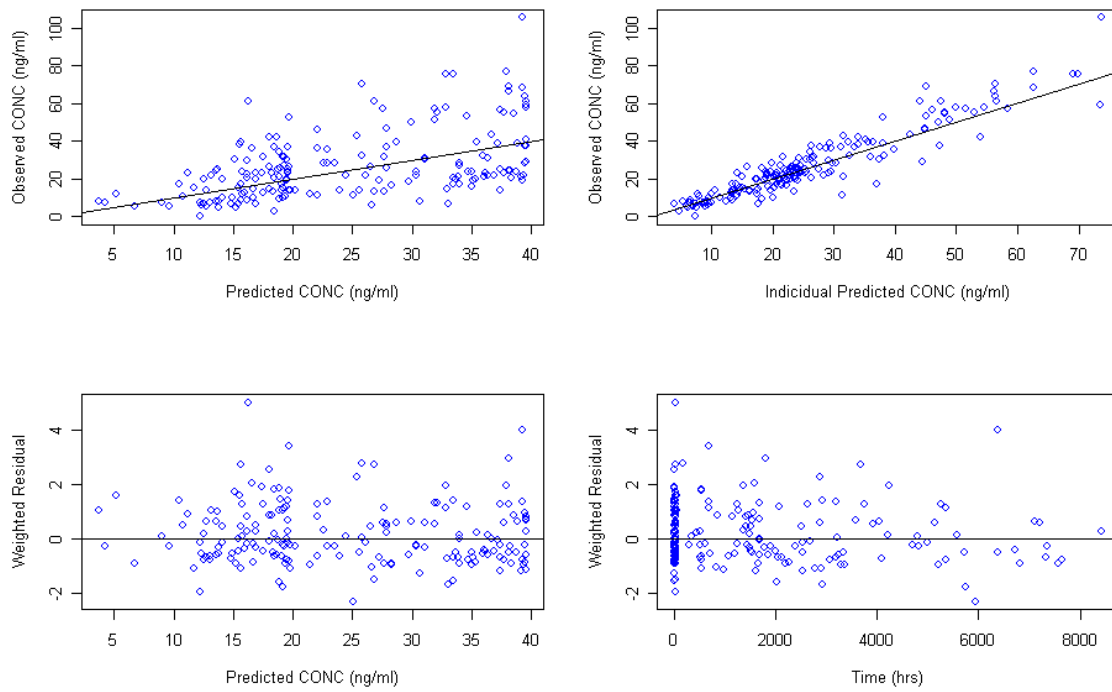 Observed CONC (ng/ml)
0 20 40 60 80 100
5 10 15 20 25 30 35 40
Predicted CONC (ng/ml)
Observed CONC (ng/ml)
0 20 40 60 80 100
10 20 30 40 50 60 70
Indicidual Predicted CONC (ng/ml)
Weighted Residual
-2 0 2 4
5 10 15 20 25 30 35 40
Predicted CONC (ng/ml)
Weighted Residual
-2 0 2 4
0 2000 4000 6000 8000
Time (hrs)